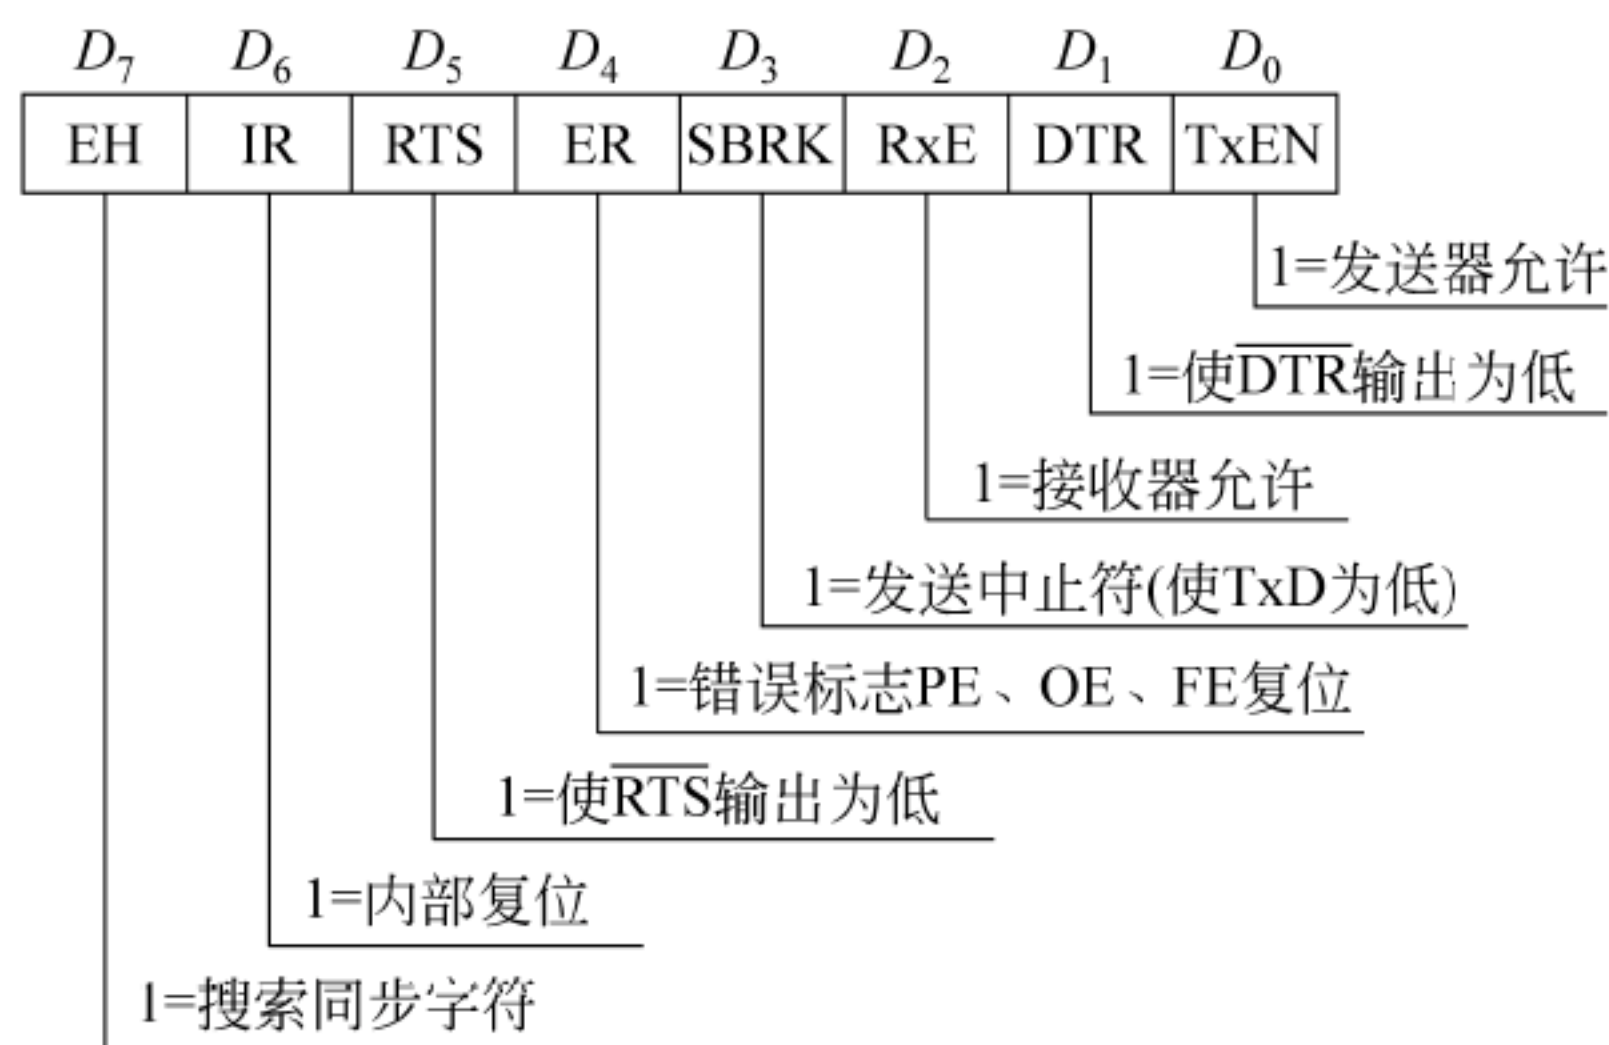 D7 D6 D5 D4 D3 D2 D1 D0
EH IR RTS ER SBRK RxE DTR TxEN
1=发送器允许
1=使D̅T̅R̅输出为低
1=接收器允许
1=发送中止符(使TxD为低)
1=错误标志PE、OE、FE复位
1=使R̅T̅S̅输出为低
1=内部复位
1=搜索同步字符